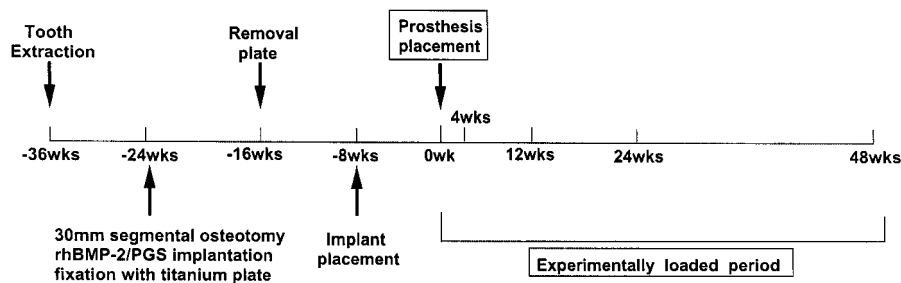 Tooth
Extraction
Removal
plate
Prosthesis
placement
4wks
-36wks -24wks -16wks -8wks 0wk 12wks 24wks 48wks
30mm segmental osteotomy
rhBMP-2/PGS implantation
fixation with titanium plate
Implant
placement
Experimentally loaded period